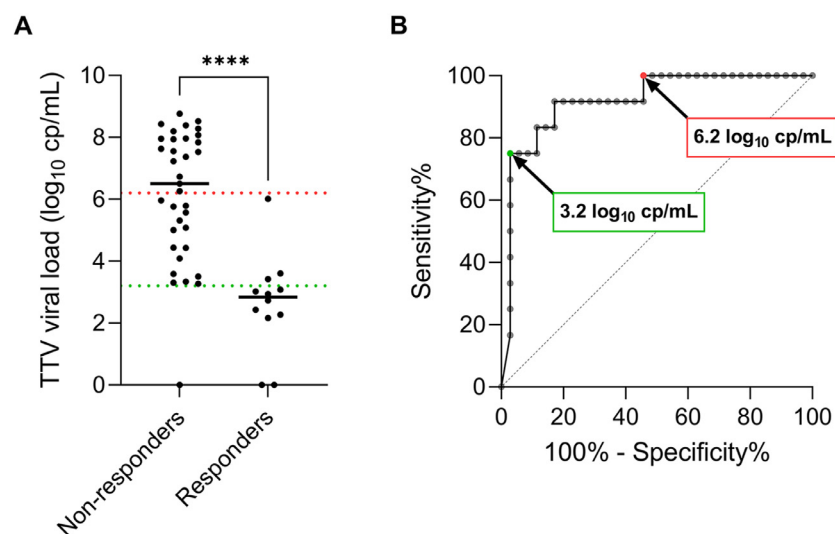 A
****
TTV viral load (log₁₀ cp/mL)
10
8
6
4
2
0
Non-responders
Responders
B
Sensitivity%
100
80
60
40
20
0
6.2 log₁₀ cp/mL
3.2 log₁₀ cp/mL
0 20 40 60 80 100
100% - Specificity%